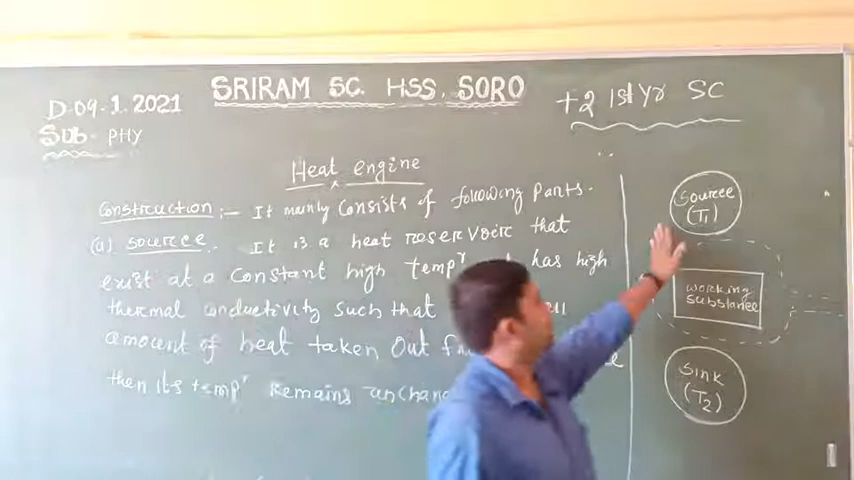 SRIRAM SC. HSS, SORO
+2 1st Yr SC
D 09-1-2021
Sub- PHY
Heat engine
Construction :- It mainly Consists of following Parts.
(a) Source. It is a heat reservoir that
exist at a Constant high tempr has high
thermal conductivity such that
amount of heat taken out
then its tempr remains
Source
(T1)
working
substance
Sink
(T2)